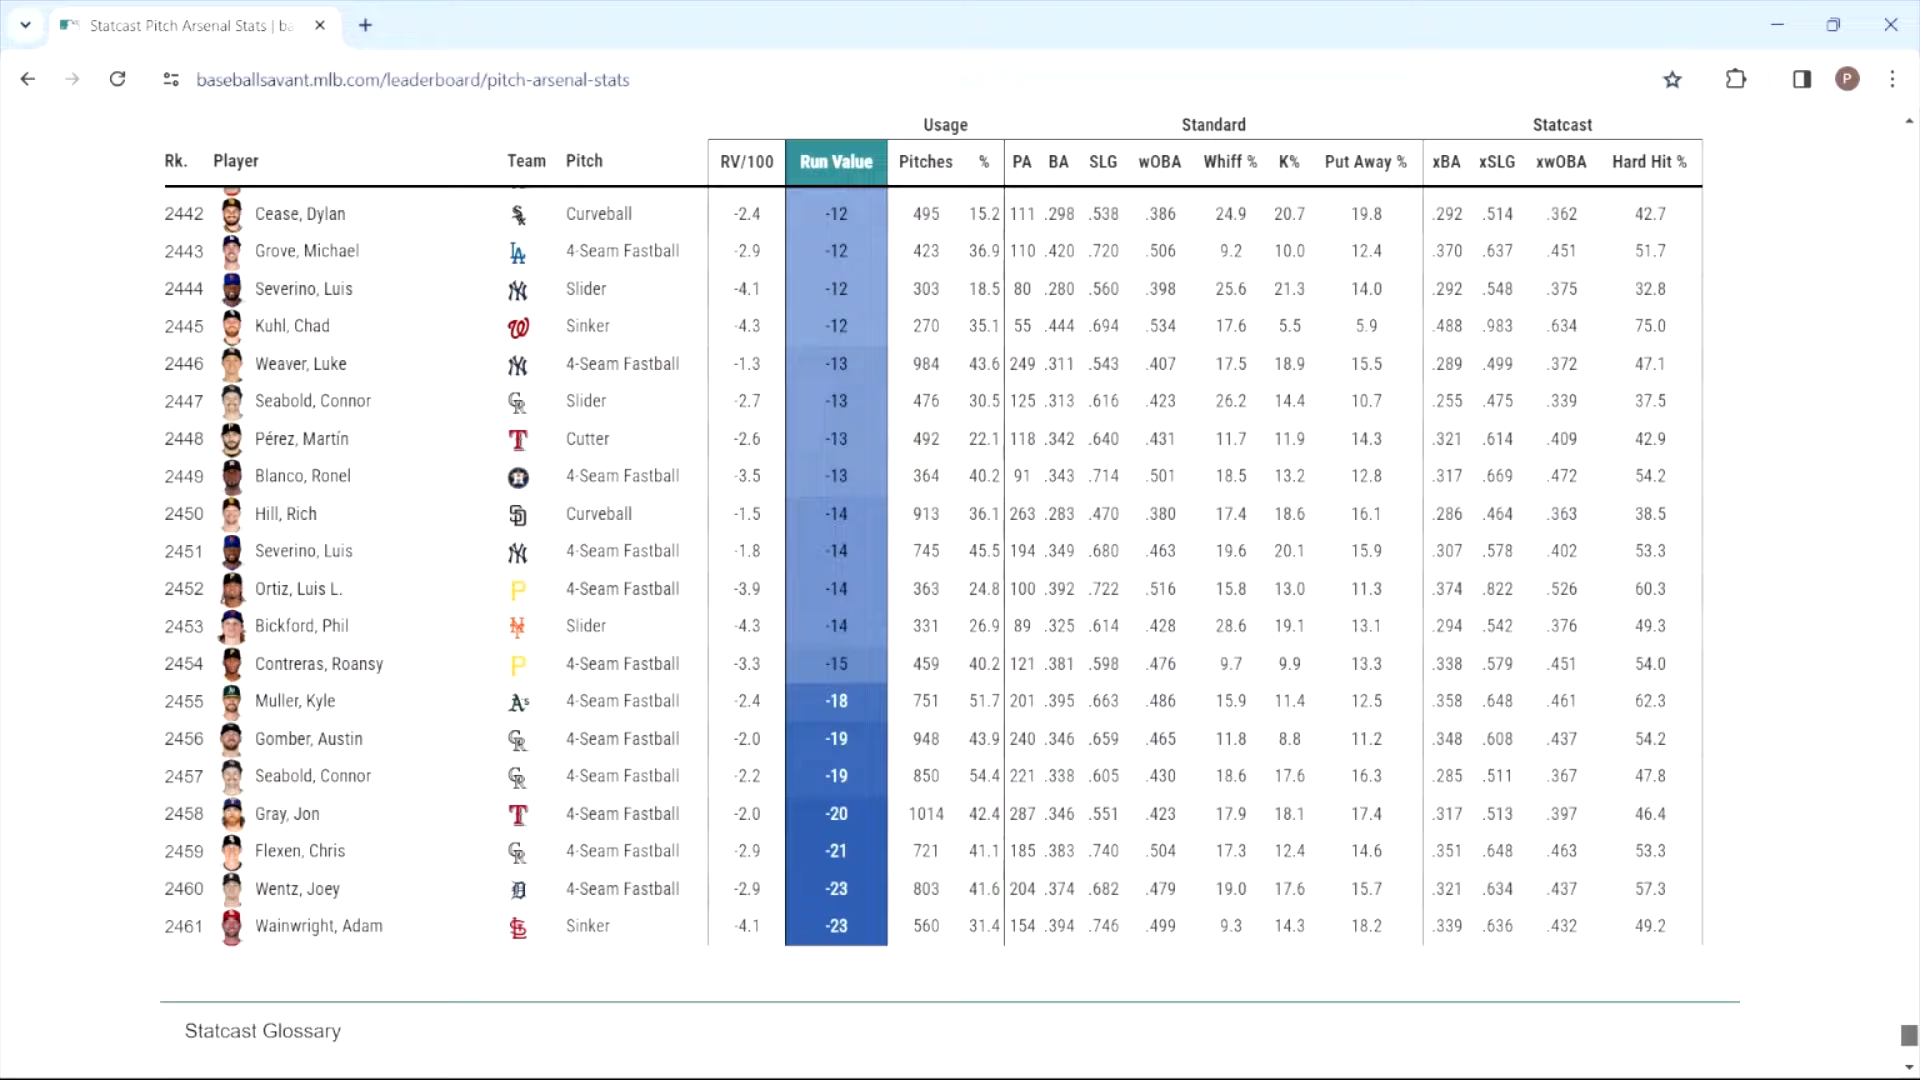 Statcast Pitch Arsenal Stats | ba
baseballsavant.mlb.com/leaderboard/pitch-arsenal-stats
P
Usage Standard Statcast
Rk. Player Team Pitch RV/100 Run Value Pitches % PA BA SLG wOBA Whiff % K% Put Away % xBA xSLG xwOBA Hard Hit %
2442 Cease, Dylan Curveball -2.4 -12 495 15.2 111 .298 .538 .386 24.9 20.7 19.8 .292 .514 .362 42.7
2443 Grove, Michael LA 4-Seam Fastball -2.9 -12 423 36.9 110 .420 .720 .506 9.2 10.0 12.4 .370 .637 .451 51.7
2444 Severino, Luis NY Slider -4.1 -12 303 18.5 80 .280 .560 .398 25.6 21.3 14.0 .292 .548 .375 32.8
2445 Kuhl, Chad W Sinker -4.3 -12 270 35.1 55 .444 .694 .534 17.6 5.5 5.9 .488 .983 .634 75.0
2446 Weaver, Luke NY 4-Seam Fastball -1.3 -13 984 43.6 249 .311 .543 .407 17.5 18.9 15.5 .289 .499 .372 47.1
2447 Seabold, Connor CR Slider -2.7 -13 476 30.5 125 .313 .616 .423 26.2 14.4 10.7 .255 .475 .339 37.5
2448 Pérez, Martín T Cutter -2.6 -13 492 22.1 118 .342 .640 .431 11.7 11.9 14.3 .321 .614 .409 42.9
2449 Blanco, Ronel H 4-Seam Fastball -3.5 -13 364 40.2 91 .343 .714 .501 18.5 13.2 12.8 .317 .669 .472 54.2
2450 Hill, Rich SD Curveball -1.5 -14 913 36.1 263 .283 .470 .380 17.4 18.6 16.1 .286 .464 .363 38.5
2451 Severino, Luis NY 4-Seam Fastball -1.8 -14 745 45.5 194 .349 .680 .463 19.6 20.1 15.9 .307 .578 .402 53.3
2452 Ortiz, Luis L. P 4-Seam Fastball -3.9 -14 363 24.8 100 .392 .722 .516 15.8 13.0 11.3 .374 .822 .526 60.3
2453 Bickford, Phil NY Slider -4.3 -14 331 26.9 89 .325 .614 .428 28.6 19.1 13.1 .294 .542 .376 49.3
2454 Contreras, Roansy P 4-Seam Fastball -3.3 -15 459 40.2 121 .381 .598 .476 9.7 9.9 13.3 .338 .579 .451 54.0
2455 Muller, Kyle A's 4-Seam Fastball -2.4 -18 751 51.7 201 .395 .663 .486 15.9 11.4 12.5 .358 .648 .461 62.3
2456 Gomber, Austin CR 4-Seam Fastball -2.0 -19 948 43.9 240 .346 .659 .465 11.8 8.8 11.2 .348 .608 .437 54.2
2457 Seabold, Connor CR 4-Seam Fastball -2.2 -19 850 54.4 221 .338 .605 .430 18.6 17.6 16.3 .285 .511 .367 47.8
2458 Gray, Jon T 4-Seam Fastball -2.0 -20 1014 42.4 287 .346 .551 .423 17.9 18.1 17.4 .317 .513 .397 46.4
2459 Flexen, Chris CR 4-Seam Fastball -2.9 -21 721 41.1 185 .383 .740 .504 17.3 12.4 14.6 .351 .648 .463 53.3
2460 Wentz, Joey D 4-Seam Fastball -2.9 -23 803 41.6 204 .374 .682 .479 19.0 17.6 15.7 .321 .634 .437 57.3
2461 Wainwright, Adam STL Sinker -4.1 -23 560 31.4 154 .394 .746 .499 9.3 14.3 18.2 .339 .636 .432 49.2
Statcast Glossary